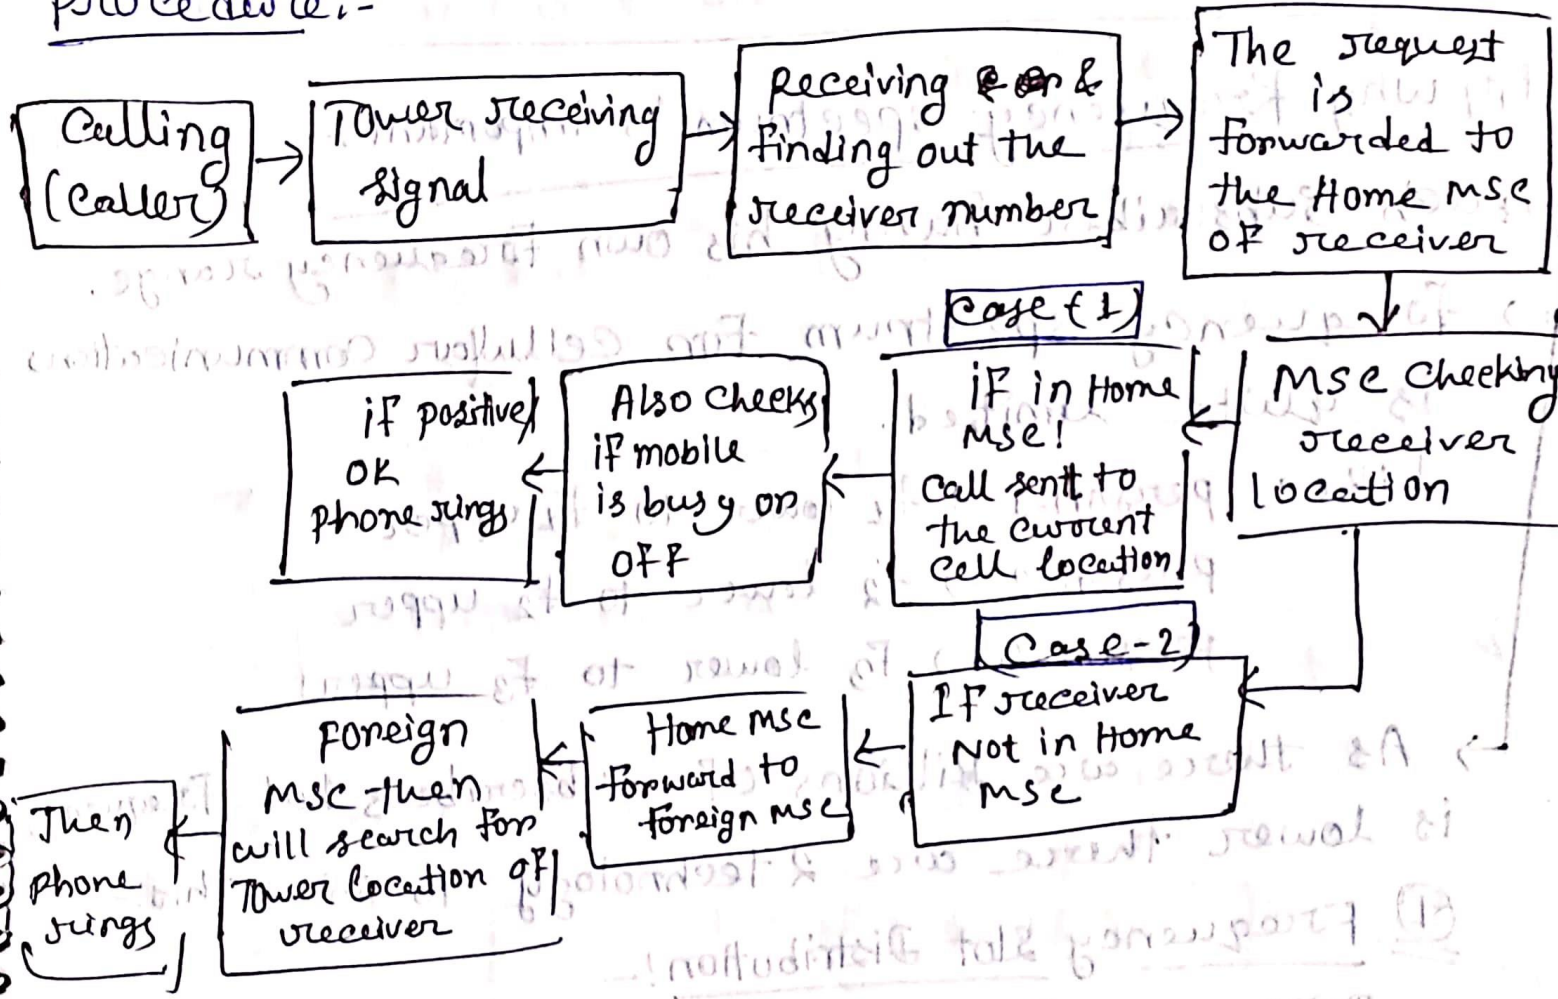 Procedure:-
Calling
(caller)
Tower receiving
signal
Receiving &
finding out the
receiver number
The request
is
forwarded to
the Home MSC
OF receiver
Case (1)
MSC Checking
receiver
location
iF in Home
MSC!
Call sent to
the current
cell location
Also checks
if mobile
is busy or
OFF
if positive
OK
phone rings
Case-2
IF receiver
Not in Home
MSC
Home MSC
forward to
foreign MSC
Foreign
MSC then
will search for
Tower location of
receiver
Then
phone
rings